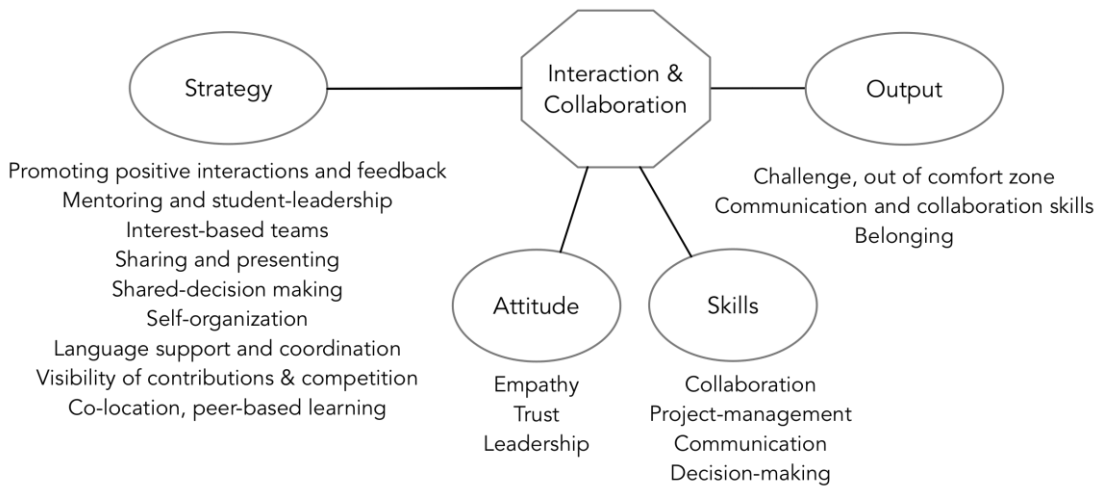 Strategy
Interaction &
Collaboration
Output
Promoting positive interactions and feedback
Mentoring and student-leadership
Interest-based teams
Sharing and presenting
Shared-decision making
Self-organization
Language support and coordination
Visibility of contributions & competition
Co-location, peer-based learning
Challenge, out of comfort zone
Communication and collaboration skills
Belonging
Attitude
Empathy
Trust
Leadership
Skills
Collaboration
Project-management
Communication
Decision-making